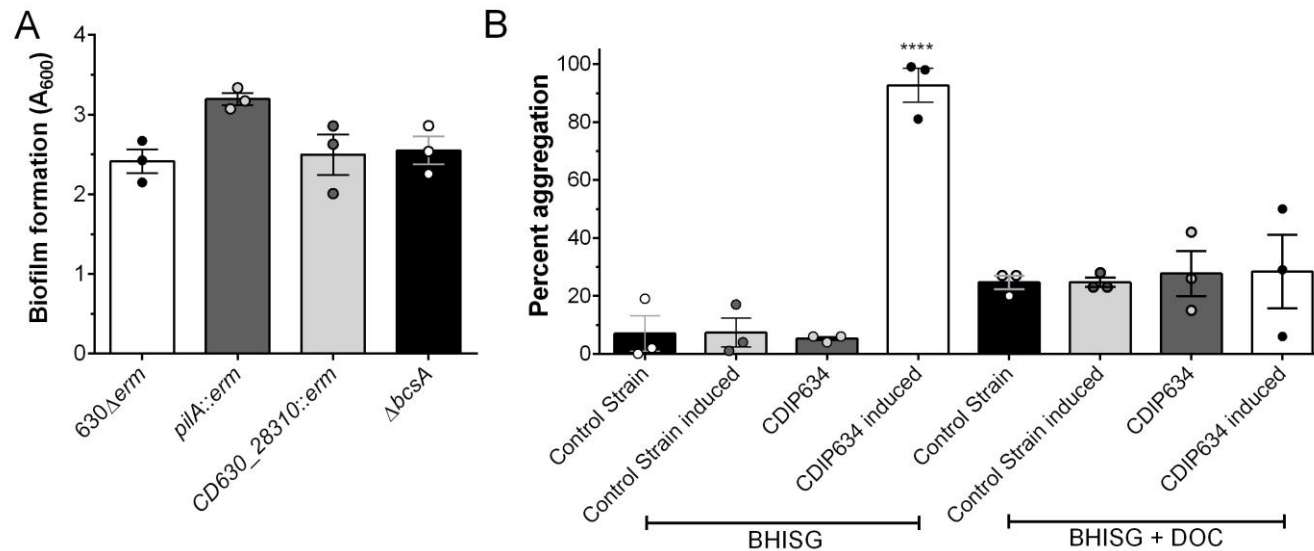 A
Biofilm formation (A600)
4
3
2
1
0
630Δerm
pilA::erm
CD630_28310::erm
ΔbcsA
B
Percent aggregation
100
80
60
40
20
0
****
Control Strain
Control Strain induced
CDIP634
CDIP634 induced
Control Strain
Control Strain induced
CDIP634
CDIP634 induced
BHISG
BHISG + DOC